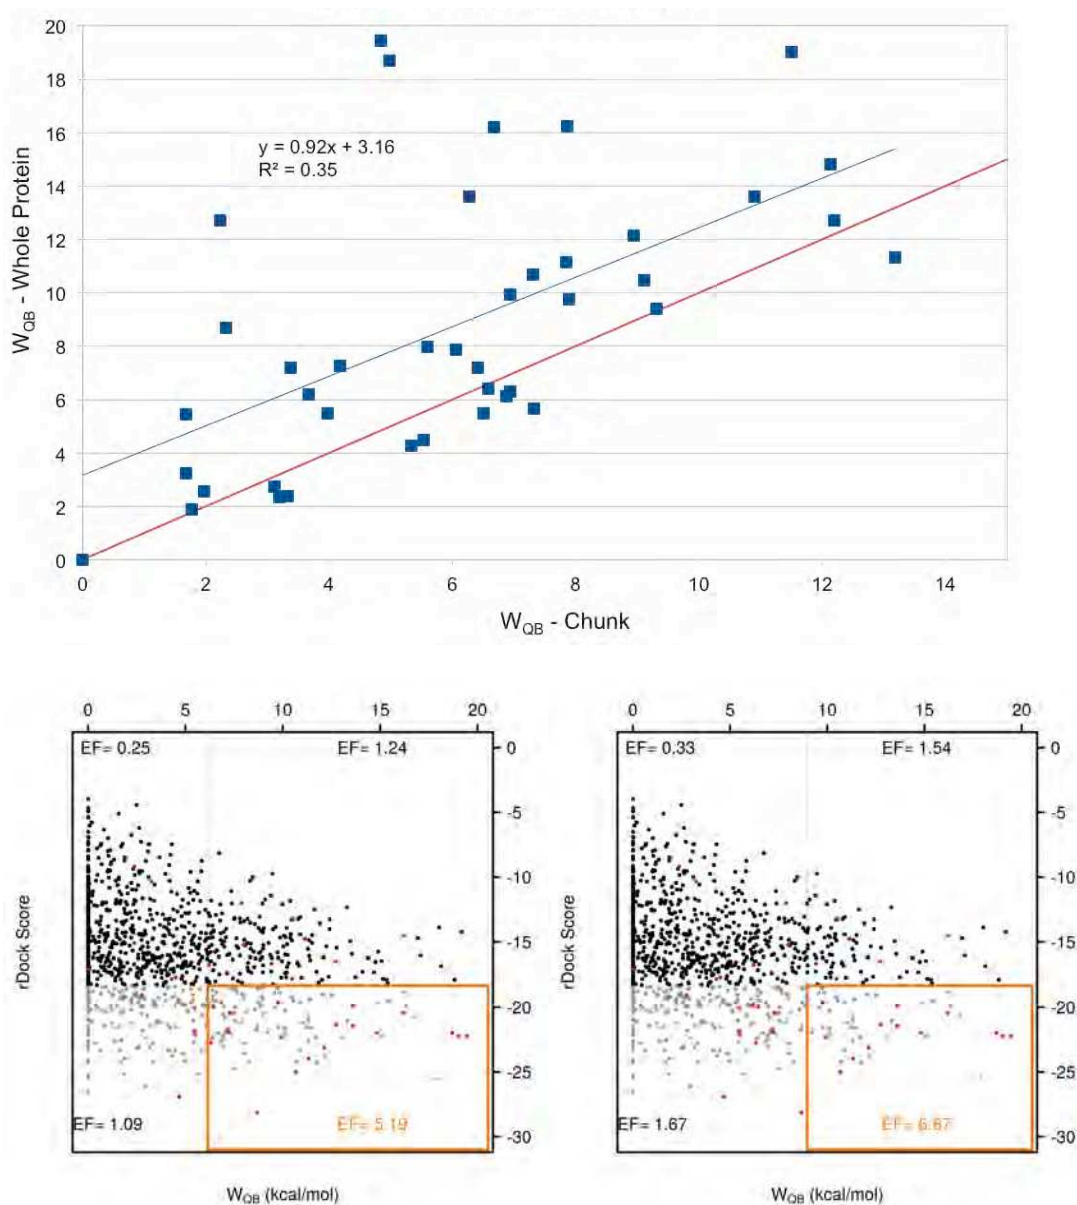 20
18
16
14
12
10
8
6
4
2
0
W_QB - Whole Protein
y = 0.92x + 3.16
R² = 0.35
0 2 4 6 8 10 12 14
W_QB - Chunk
0 5 10 15 20
EF= 0.25 EF= 1.24
0
-5
-10
-15
-20
-25
-30
rDock Score
EF= 1.09 EF= 5.19
W_QB (kcal/mol)
0 5 10 15 20
EF= 0.33 EF= 1.54
0
-5
-10
-15
-20
-25
-30
rDock Score
EF= 1.67 EF= 6.67
W_QB (kcal/mol)